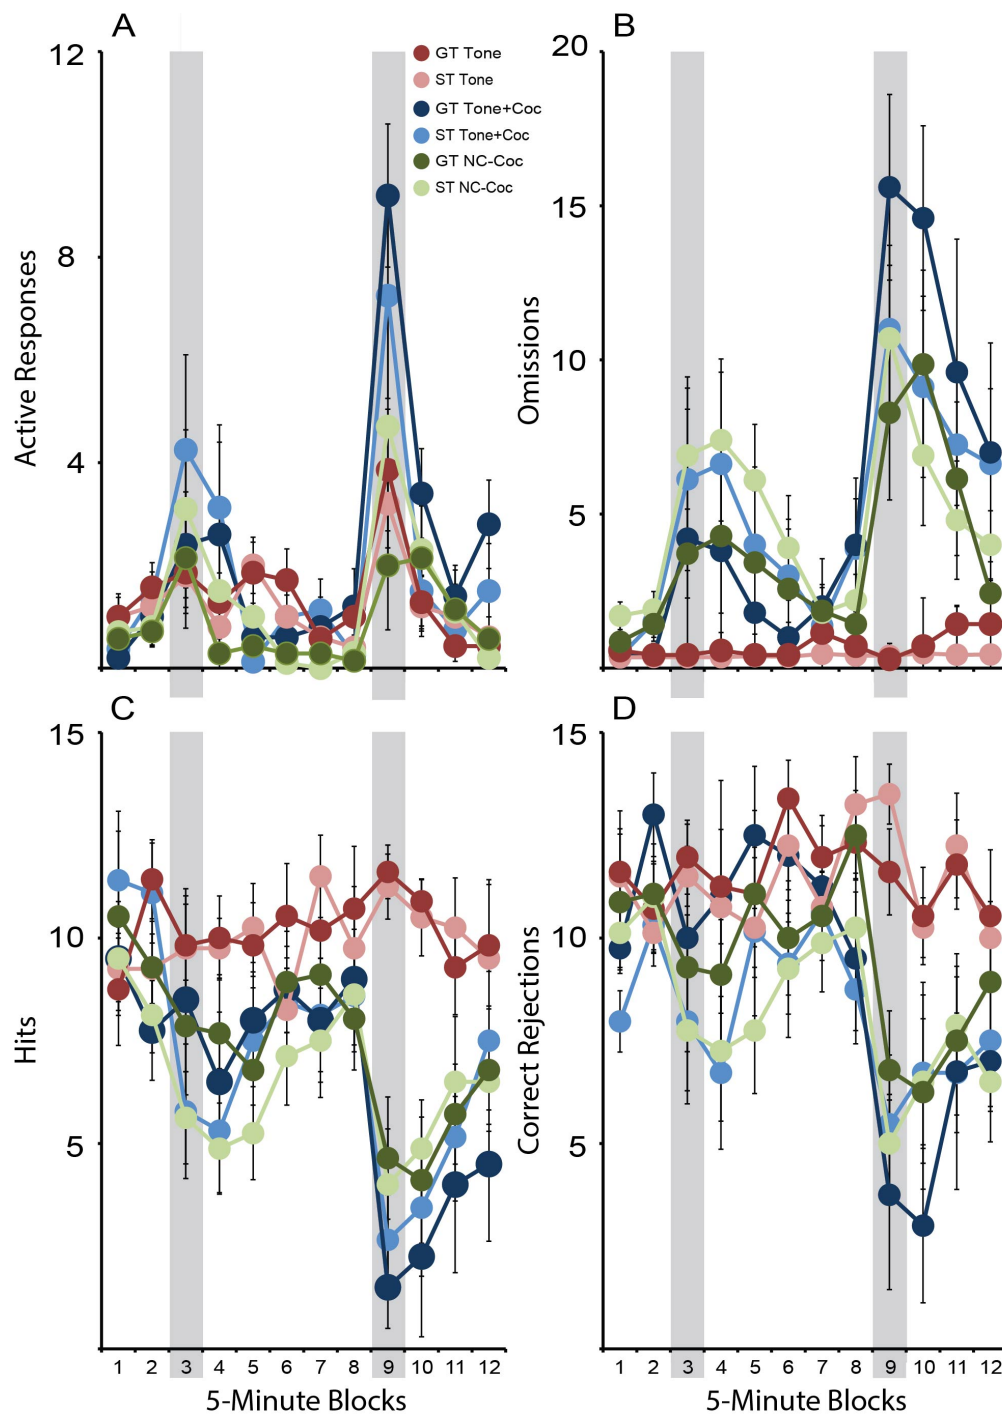 A
B
12
20
GT Tone
ST Tone
GT Tone+Coc
ST Tone+Coc
GT NC-Coc
ST NC-Coc
8
4
Active Responses
15
10
5
Omissions
C
D
15
10
5
Hits
15
10
5
Correct Rejections
1 2 3 4 5 6 7 8 9 10 11 12
5-Minute Blocks
1 2 3 4 5 6 7 8 9 10 11 12
5-Minute Blocks